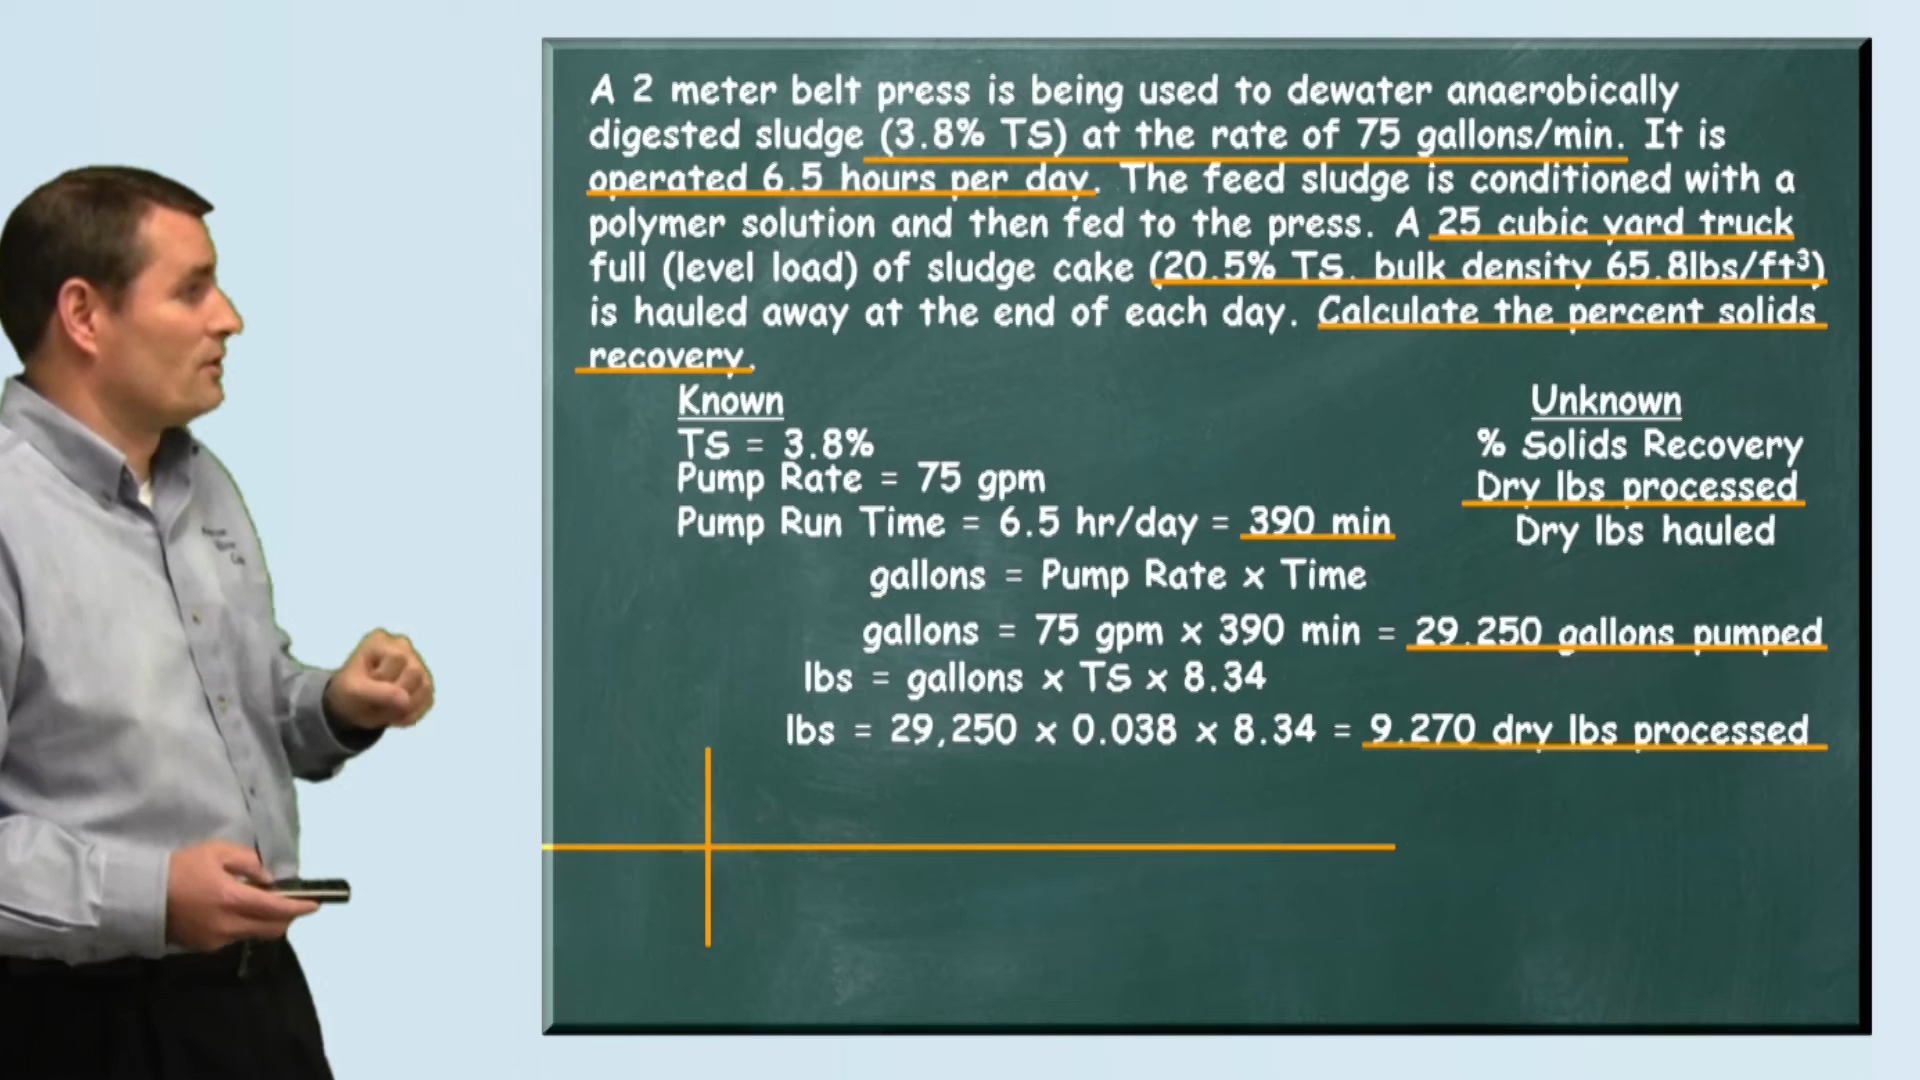 A 2 meter belt press is being used to dewater anaerobically
digested sludge (3.8% TS) at the rate of 75 gallons/min. It is
operated 6.5 hours per day. The feed sludge is conditioned with a
polymer solution and then fed to the press. A 25 cubic yard truck
full (level load) of sludge cake (20.5% TS, bulk density 65.8lbs/ft³)
is hauled away at the end of each day. Calculate the percent solids
recovery.
Known
TS = 3.8%
Pump Rate = 75 gpm
Pump Run Time = 6.5 hr/day = 390 min
Unknown
% Solids Recovery
Dry lbs processed
Dry lbs hauled
gallons = Pump Rate x Time
gallons = 75 gpm x 390 min = 29,250 gallons pumped
lbs = gallons x TS x 8.34
lbs = 29,250 x 0.038 x 8.34 = 9,270 dry lbs processed